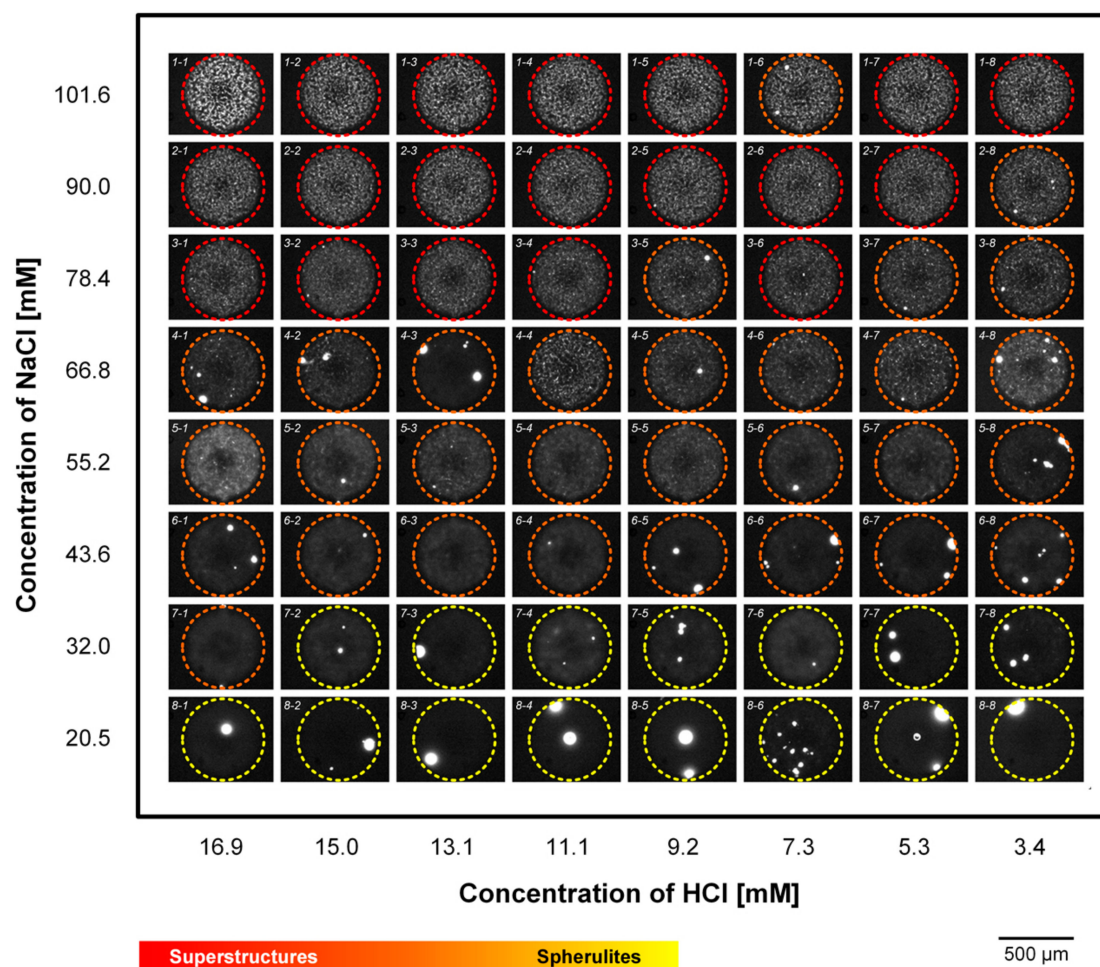 1-1 1-2 1-3 1-4 1-5 1-6 1-7 1-8
101.6
2-1 2-2 2-3 2-4 2-5 2-6 2-7 2-8
90.0
3-1 3-2 3-3 3-4 3-5 3-6 3-7 3-8
78.4
4-1 4-2 4-3 4-4 4-5 4-6 4-7 4-8
66.8
5-1 5-2 5-3 5-4 5-5 5-6 5-7 5-8
55.2
6-1 6-2 6-3 6-4 6-5 6-6 6-7 6-8
43.6
7-1 7-2 7-3 7-4 7-5 7-6 7-7 7-8
32.0
8-1 8-2 8-3 8-4 8-5 8-6 8-7 8-8
20.5
Concentration of NaCl [mM]
16.9 15.0 13.1 11.1 9.2 7.3 5.3 3.4
Concentration of HCl [mM]
Superstructures Spherulites
500 µm